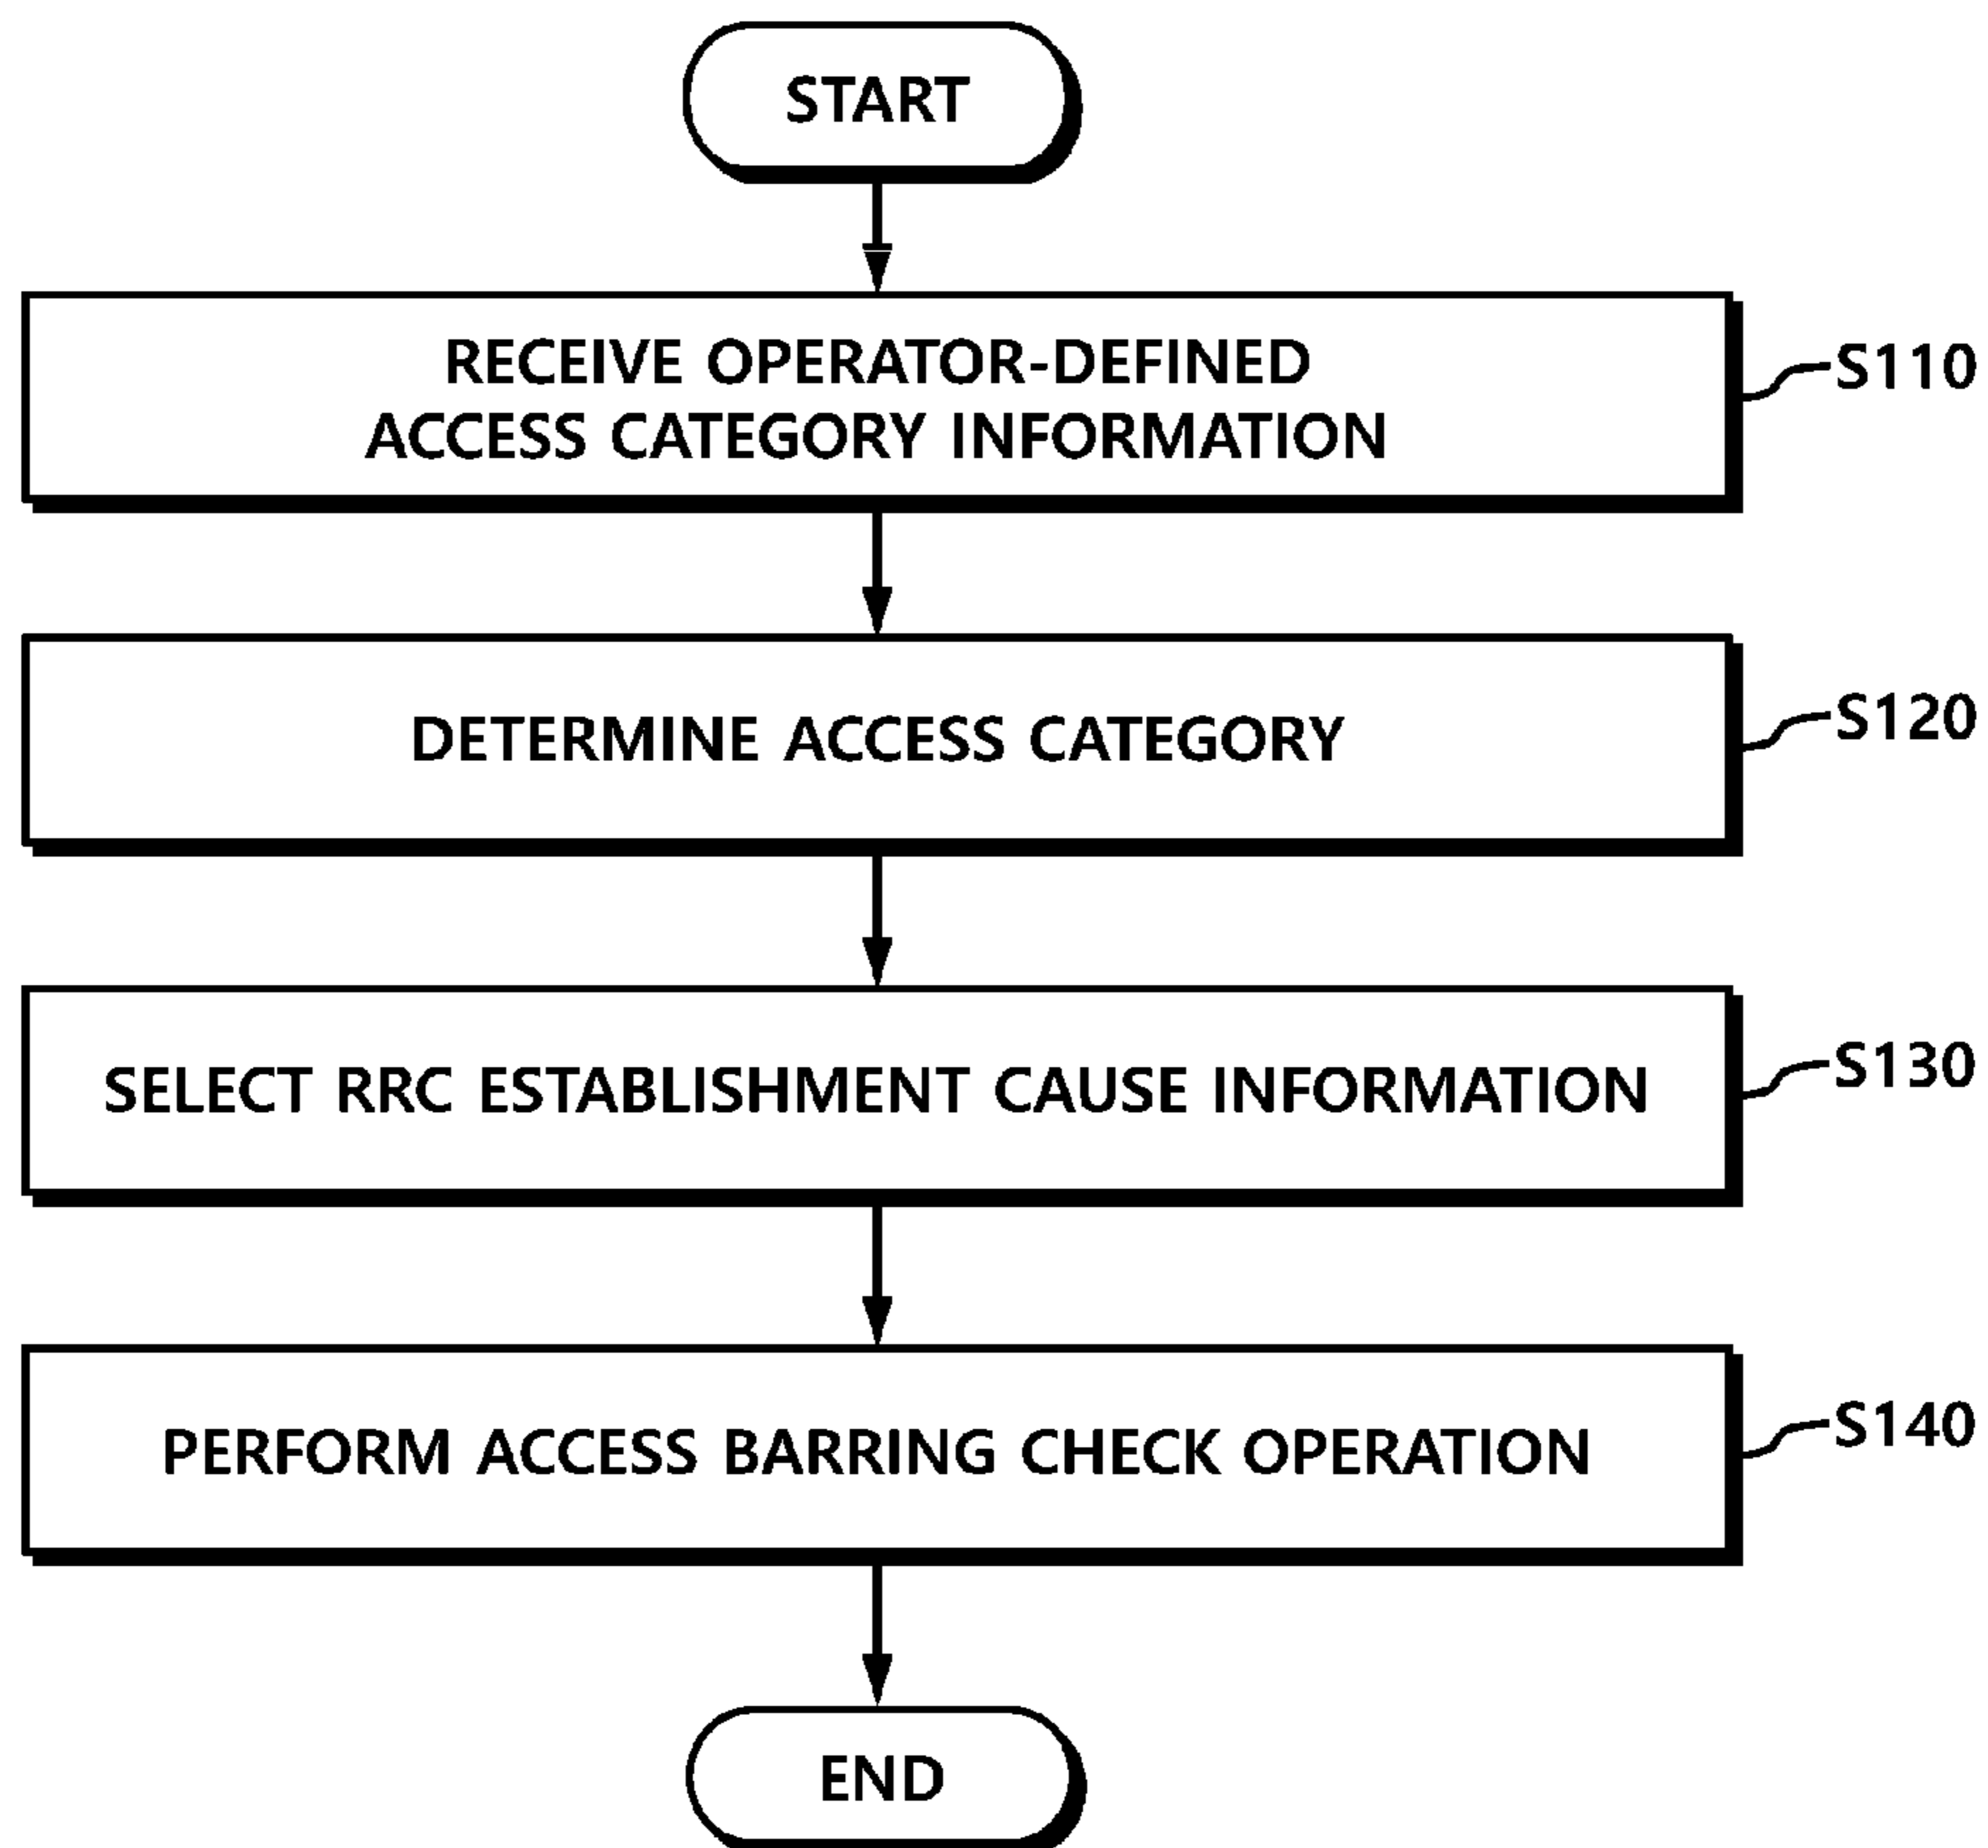 START
RECEIVE OPERATOR-DEFINED
ACCESS CATEGORY INFORMATION
S110
DETERMINE ACCESS CATEGORY
S120
SELECT RRC ESTABLISHMENT CAUSE INFORMATION
S130
PERFORM ACCESS BARRING CHECK OPERATION
S140
END